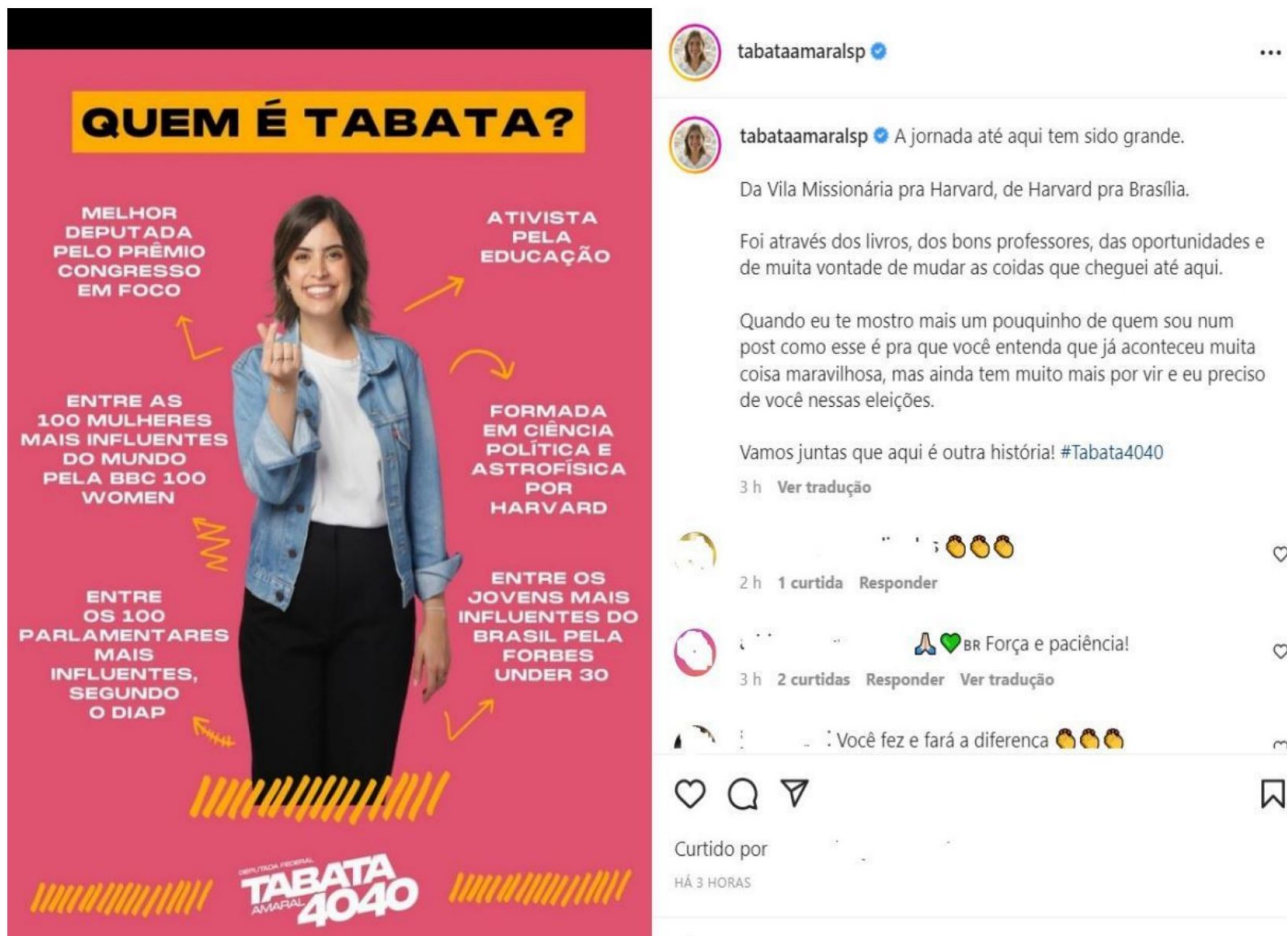 QUEM É TABATA?
MELHOR
DEPUTADA
PELO PRÊMIO
CONGRESSO
EM FOCO
ATIVISTA
PELA
EDUCAÇÃO
ENTRE AS
100 MULHERES
MAIS INFLUENTES
DO MUNDO
PELA BBC 100
WOMEN
FORMADA
EM CIÊNCIA
POLÍTICA E
ASTROFÍSICA
POR
HARVARD
ENTRE
OS 100
PARLAMENTARES
MAIS
INFLUENTES,
SEGUNDO
O DIAP
ENTRE OS
JOVENS MAIS
INFLUENTES DO
BRASIL PELA
FORBES
UNDER 30
DEPUTADA FEDERAL
TABATA
AMARAL 4040
tabataamaralsp
tabataamaralsp A jornada até aqui tem sido grande.
Da Vila Missionária pra Harvard, de Harvard pra Brasília.
Foi através dos livros, dos bons professores, das oportunidades e
de muita vontade de mudar as coidas que cheguei até aqui.
Quando eu te mostro mais um pouquinho de quem sou num
post como esse é pra que você entenda que já aconteceu muita
coisa maravilhosa, mas ainda tem muito mais por vir e eu preciso
de você nessas eleições.
Vamos juntas que aqui é outra história! #Tabata4040
3 h Ver tradução
👏👏👏
2 h 1 curtida Responder
🙏💚 BR Força e paciência!
3 h 2 curtidas Responder Ver tradução
Você fez e fará a diferenca 👏👏👏
Curtido por
HÁ 3 HORAS